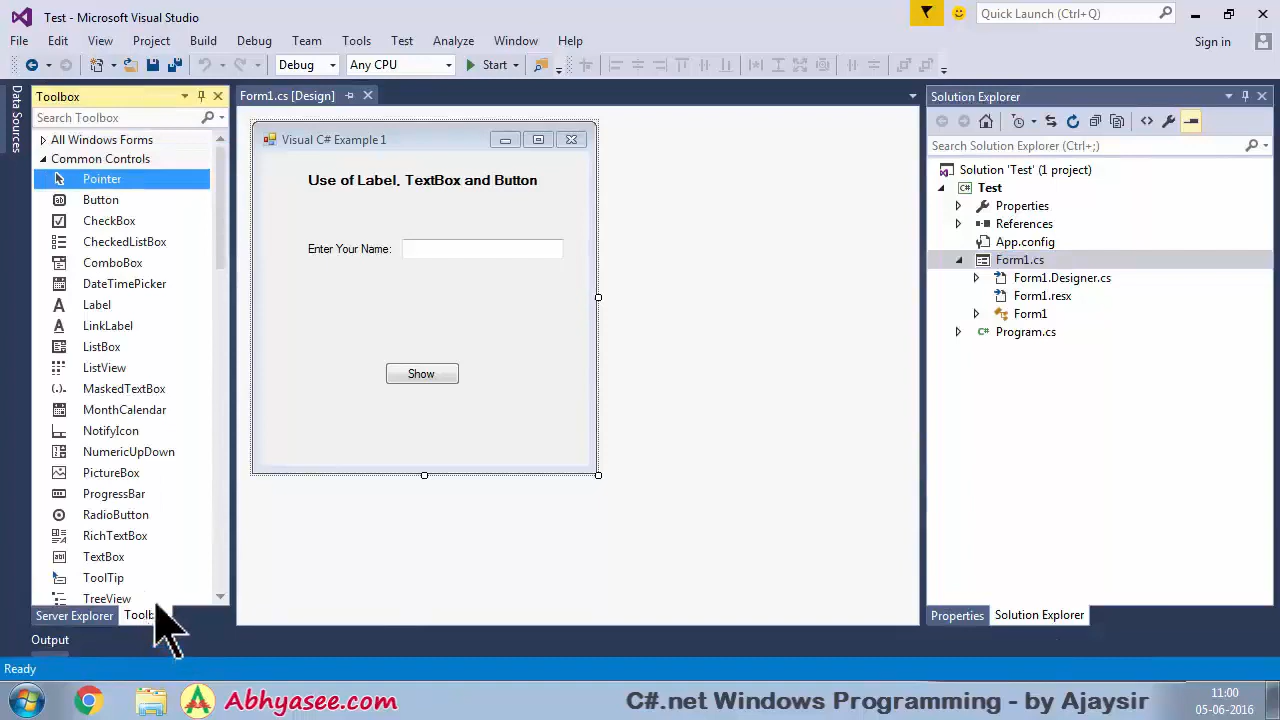 Test - Microsoft Visual Studio
Quick Launch (Ctrl+Q)
File Edit View Project Build Debug Team Tools Test Analyze Window Help
Sign in
Debug Any CPU Start
Data Sources
Toolbox
Search Toolbox
All Windows Forms
Common Controls
Pointer
Button
CheckBox
CheckedListBox
ComboBox
DateTimePicker
Label
LinkLabel
ListBox
ListView
MaskedTextBox
MonthCalendar
NotifyIcon
NumericUpDown
PictureBox
ProgressBar
RadioButton
RichTextBox
TextBox
ToolTip
TreeView
Server Explorer
Form1.cs [Design]
Visual C# Example 1
Use of Label, TextBox and Button
Enter Your Name:
Show
Solution Explorer
Search Solution Explorer (Ctrl+;)
Solution 'Test' (1 project)
C# Test
Properties
References
App.config
Form1.cs
Form1.Designer.cs
Form1.resx
Form1
C# Program.cs
Properties Solution Explorer
Output
Ready
Abhyasee.com
C#.net Windows Programming - by Ajaysir
11:00
05-06-2016